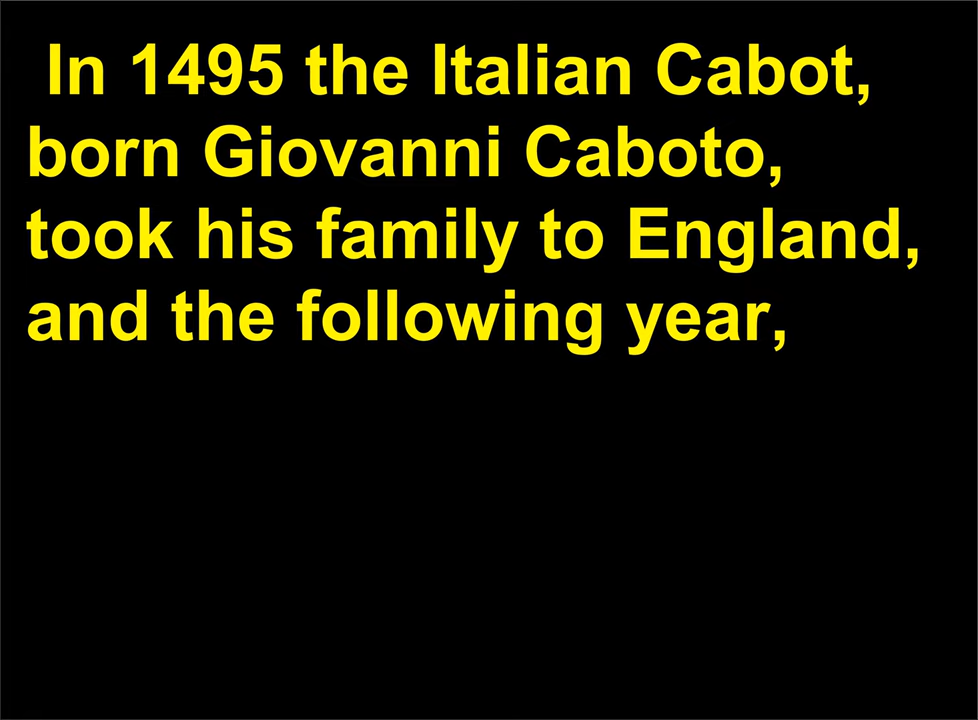 In 1495 the Italian Cabot,
born Giovanni Caboto,
took his family to England,
and the following year,